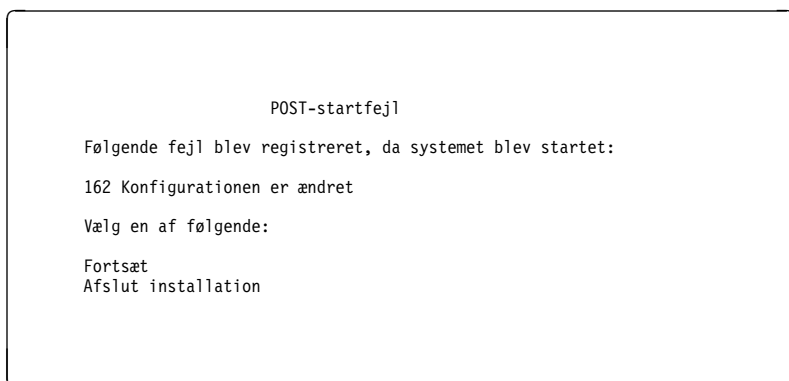 POST-startfejl
Følgende fejl blev registreret, da systemet blev startet:
162 Konfigurationen er ændret
Vælg en af følgende:
Fortsæt
Afslut installation